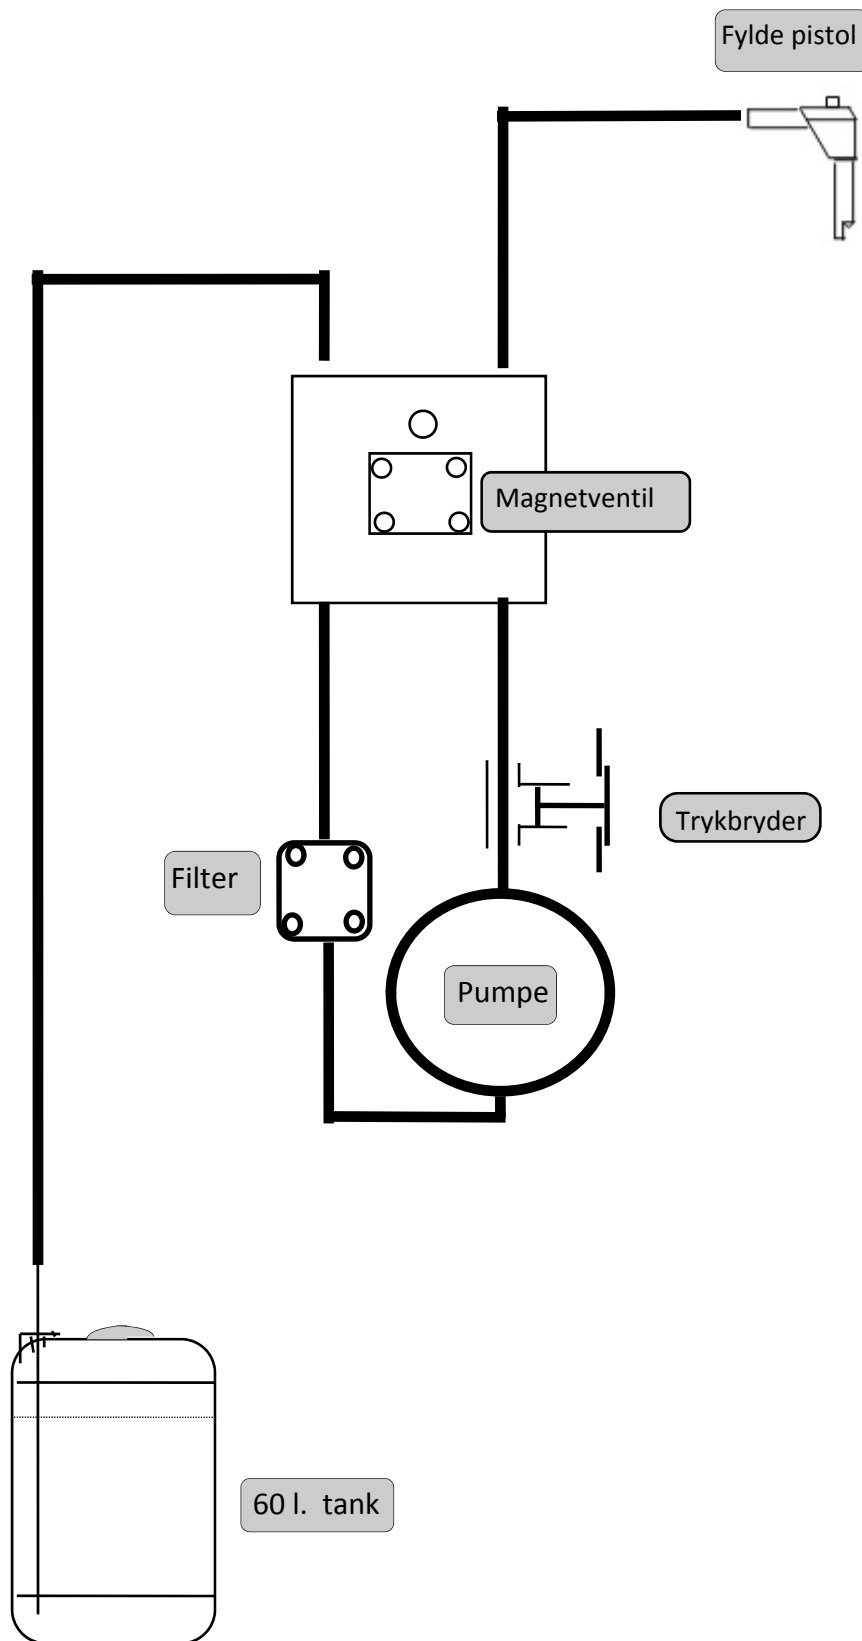 Fylde pistol
Magnetventil
Trykbryder
Filter
Pumpe
60 l. tank